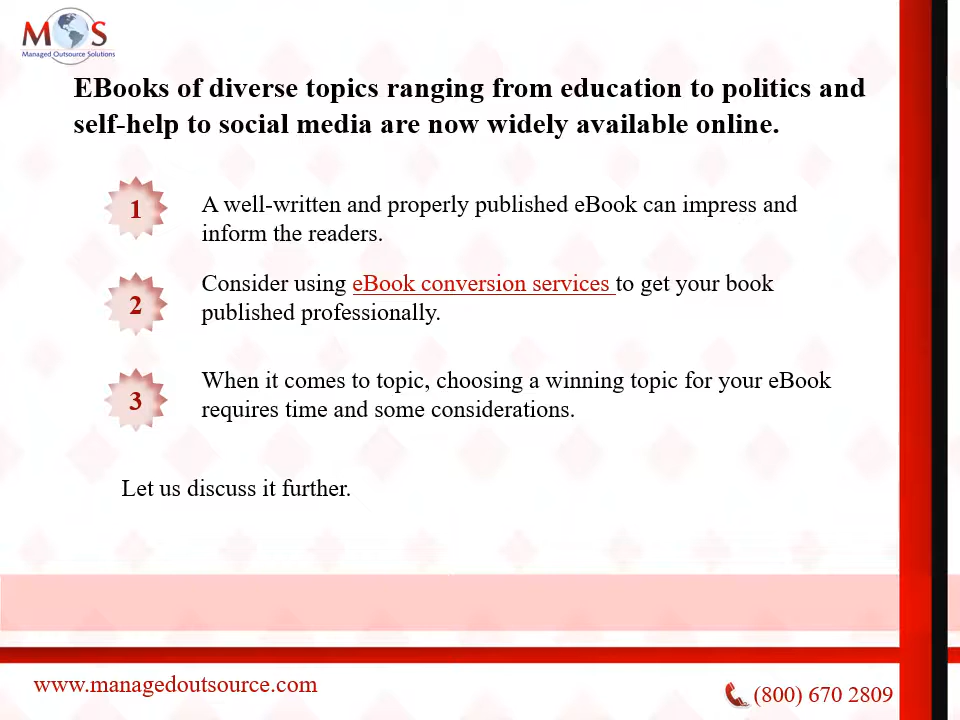 MOS
Managed Outsource Solutions
EBooks of diverse topics ranging from education to politics and
self-help to social media are now widely available online.
1
A well-written and properly published eBook can impress and
inform the readers.
2
Consider using eBook conversion services to get your book
published professionally.
3
When it comes to topic, choosing a winning topic for your eBook
requires time and some considerations.
Let us discuss it further.
www.managedoutsource.com
(800) 670 2809